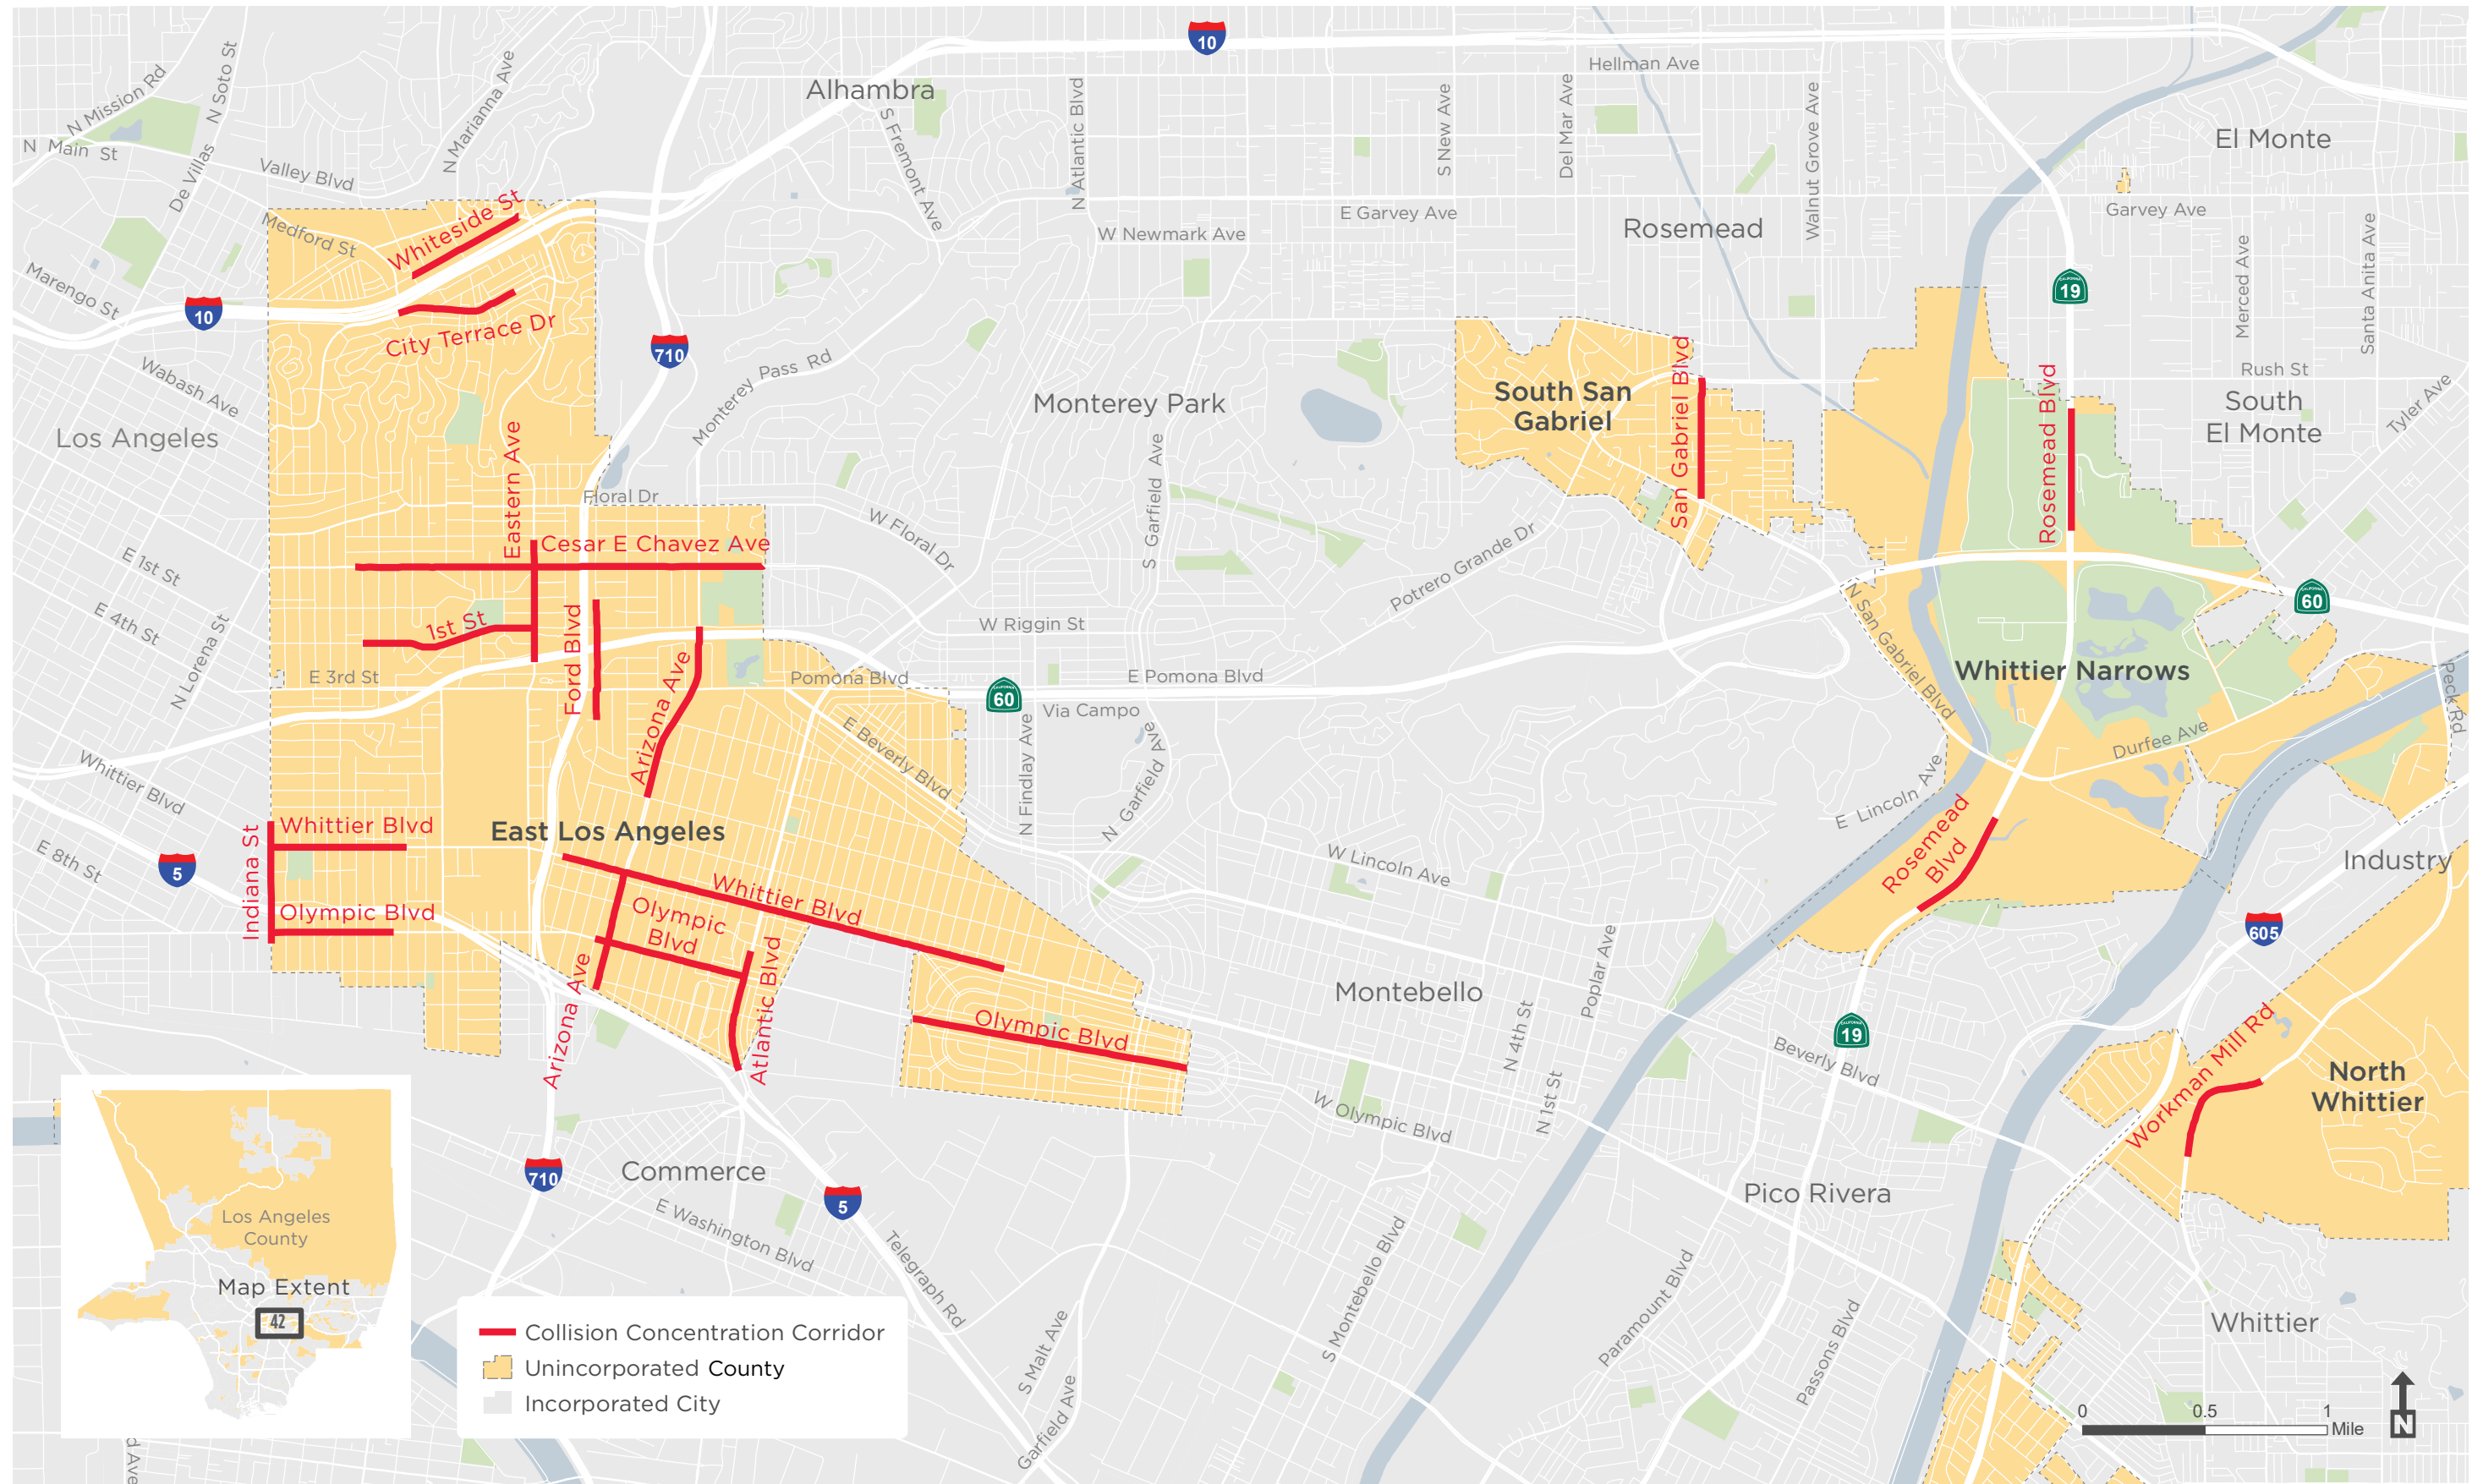 10
Alhambra
Hellman Ave
N Mission Rd
N Soto St
N Marianna Ave
N Main St
De Villas
Valley Blvd
S Fremont Ave
N Atlantic Blvd
S New Ave
Del Mar Ave
Walnut Grove Ave
El Monte
Medford St
Whiteside St
W Newmark Ave
E Garvey Ave
Rosemead
Garvey Ave
Merced Ave
Santa Anita Ave
Marengo St
10
City Terrace Dr
710
CALIFORNIA
19
Wabash Ave
Monterey Pass Rd
Monterey Park
South San
Gabriel
San Gabriel Blvd
Rosemead Blvd
Rush St
South
El Monte
Tyler Ave
Los Angeles
Eastern Ave
Floral Dr
W Floral Dr
S Garfield Ave
Potrero Grande Dr
Cesar E Chavez Ave
E 1st St
E 4th St
N Lorena St
1st St
Ford Blvd
Arizona Ave
W Riggin St
CALIFORNIA
60
N San Gabriel Blvd
Whittier Narrows
E 3rd St
Pomona Blvd
CALIFORNIA
60
E Pomona Blvd
Via Campo
Peck Rd
Durfee Ave
E Beverly Blvd
N Findlay Ave
N Garfield Ave
E Lincoln Ave
Rosemead
Blvd
Whittier Blvd
Indiana St
Whittier Blvd
East Los Angeles
E 8th St
5
Olympic Blvd
Whittier Blvd
Olympic
Blvd
Arizona Ave
Atlantic Blvd
W Lincoln Ave
Industry
605
Poplar Ave
Montebello
N 4th St
N 1st St
Olympic Blvd
CALIFORNIA
19
Beverly Blvd
Workman Mill Rd
North
Whittier
W Olympic Blvd
710
Commerce
5
E Washington Blvd
Telegraph Rd
S Malt Ave
Garfield Ave
S Montebello Blvd
Pico Rivera
Paramount Blvd
Passons Blvd
Whittier
Los Angeles
County
Map Extent
42
Collision Concentration Corridor
Unincorporated County
Incorporated City
0 0.5 1
Mile
N
d Ave